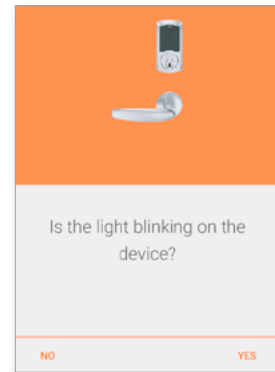 Is the light blinking on the
device?
NO YES